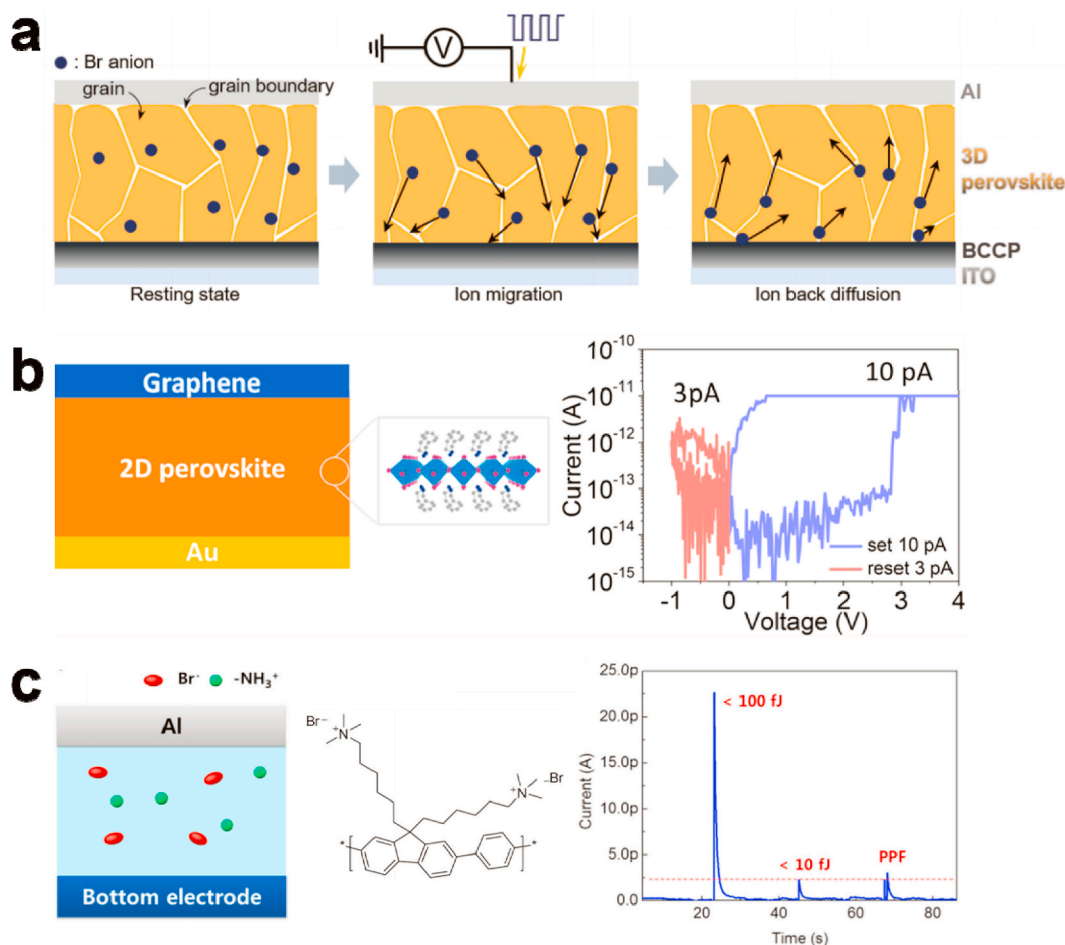 a
: Br anion
grain
grain boundary
V
Al
3D
perovskite
BCCP
ITO
Resting state
Ion migration
Ion back diffusion
b
Graphene
2D perovskite
Au
Current (A)
10⁻¹⁰
10⁻¹¹
10⁻¹²
10⁻¹³
10⁻¹⁴
10⁻¹⁵
3pA
10 pA
set 10 pA
reset 3 pA
-1 0 1 2 3 4
Voltage (V)
c
Br⁻ -NH₃⁺
Al
Bottom electrode
Br⁻
N⁺
N⁺
⁻Br
* [ ]ₙ *
Current (A)
25.0p
20.0p
15.0p
10.0p
5.0p
0.0
< 100 fJ
< 10 fJ
PPF
20 40 60 80
Time (s)